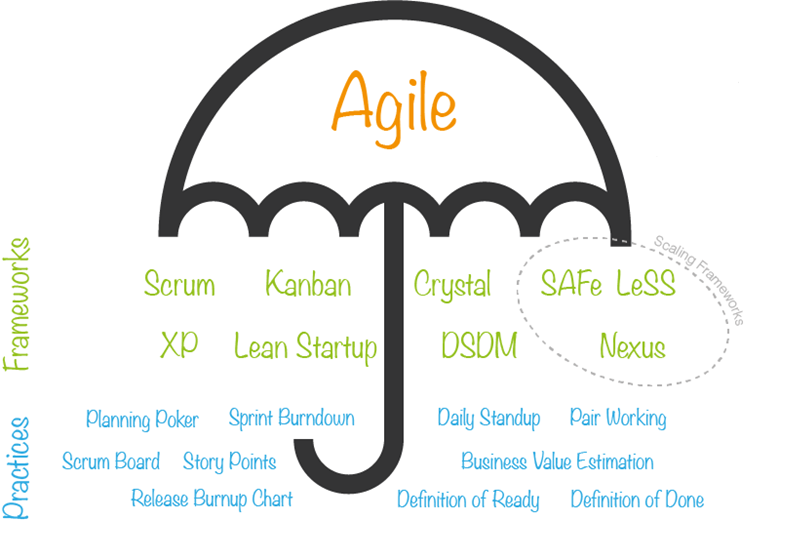 Agile
Frameworks
Scaling Frameworks
Scrum Kanban Crystal SAFe LeSS
XP Lean Startup DSDM Nexus
Practices
Planning Poker Sprint Burndown Daily Standup Pair Working
Scrum Board Story Points Business Value Estimation
Release Burnup Chart Definition of Ready Definition of Done